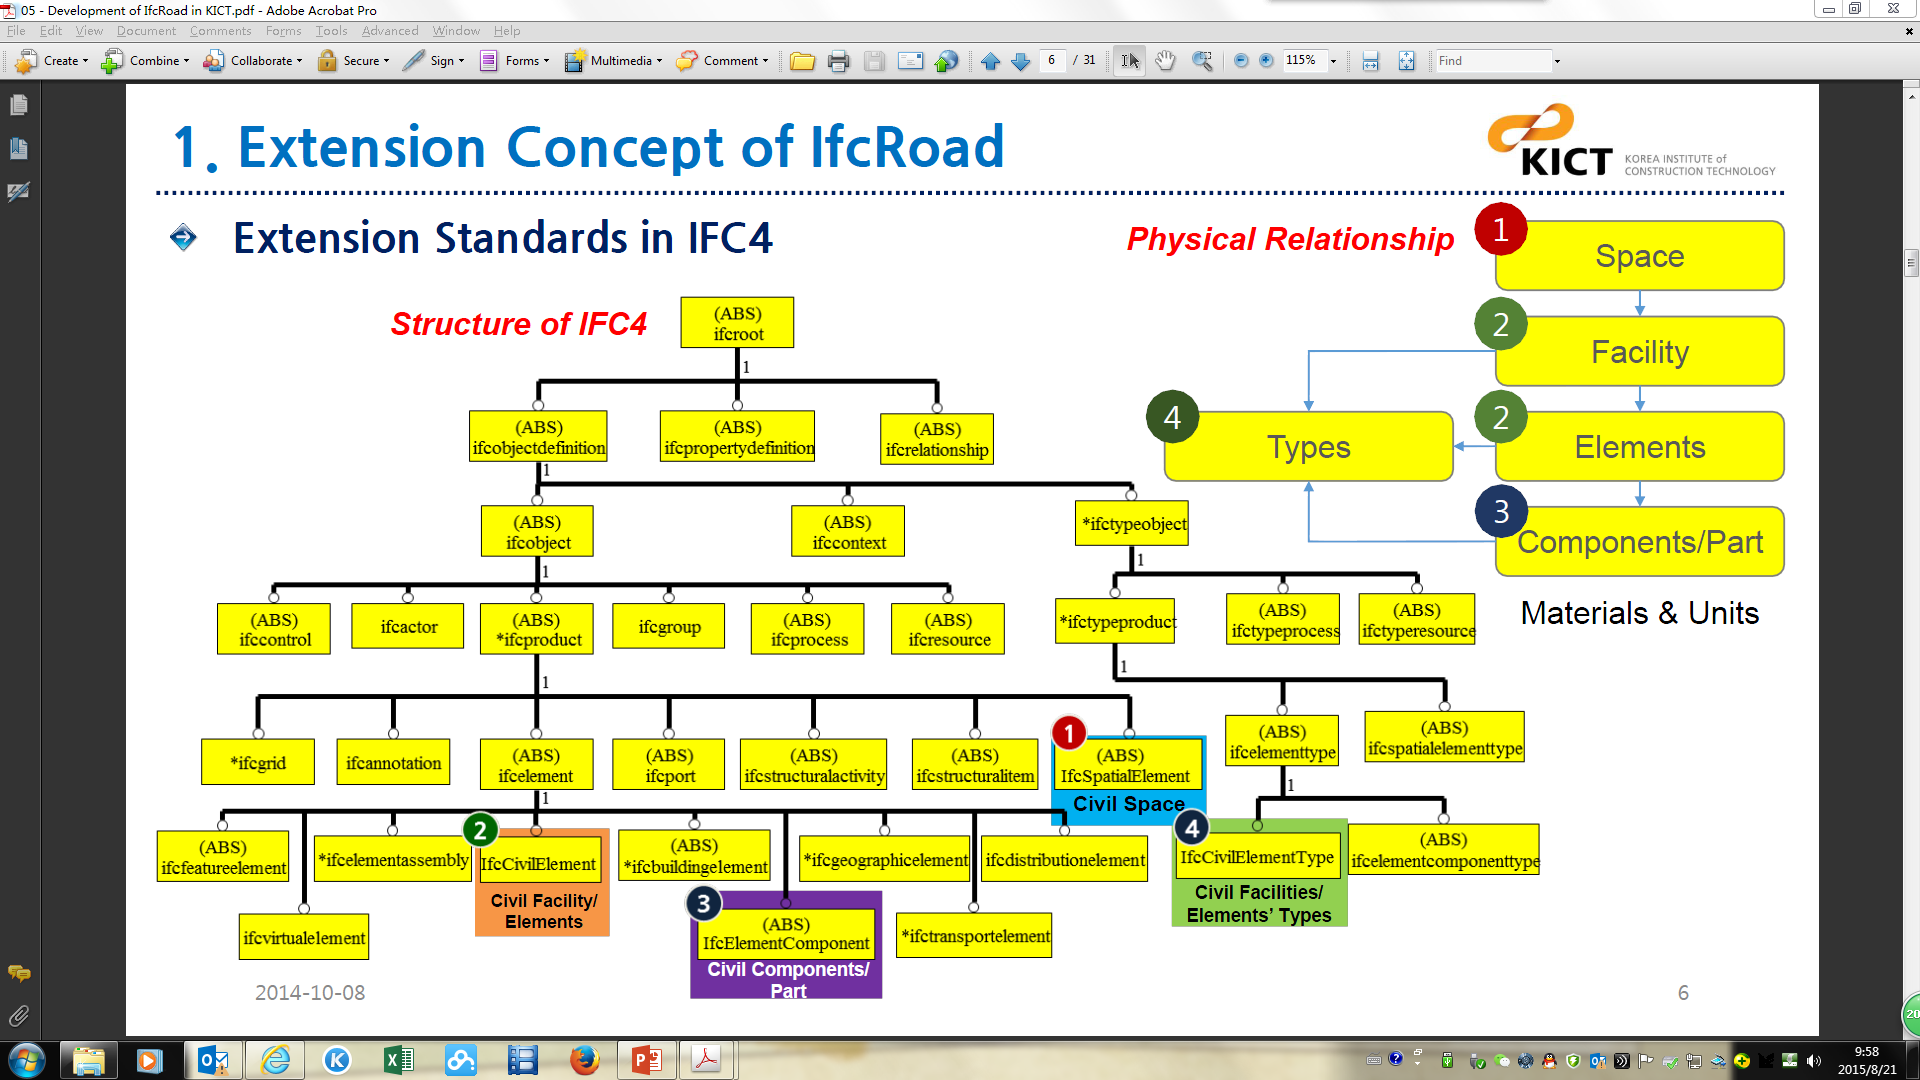 05 - Development of IfcRoad in KICT.pdf - Adobe Acrobat Pro
File Edit View Document Comments Forms Tools Advanced Window Help
Create Combine Collaborate Secure Sign Forms Multimedia Comment 6 / 31 115% Find
1. Extension Concept of IfcRoad
KICT KOREA INSTITUTE of
CONSTRUCTION TECHNOLOGY
Extension Standards in IFC4
Physical Relationship
1
Space
2
Facility
4
Types
2
Elements
3
Components/Part
Materials & Units
Structure of IFC4
(ABS)
ifcroot
1
(ABS)
ifcobjectdefinition
(ABS)
ifcpropertydefinition
(ABS)
ifcrelationship
1
(ABS)
ifcobject
(ABS)
ifccontext
*ifctypeobject
1
1
(ABS)
ifccontrol
ifcactor
(ABS)
*ifcproduct
ifcgroup
(ABS)
ifcprocess
(ABS)
ifcresource
*ifctypeproduct
(ABS)
ifctypeprocess
(ABS)
ifctyperesource
1
1
*ifcgrid
ifcannotation
(ABS)
ifcelement
(ABS)
ifcport
(ABS)
ifcstructuralactivity
(ABS)
ifcstructuralitem
1
(ABS)
IfcSpatialElement
Civil Space
(ABS)
ifcelementtype
(ABS)
ifcspatialelementtype
1
1
(ABS)
ifcfeatureelement
*ifcelementassembly
2
IfcCivilElement
Civil Facility/
Elements
(ABS)
*ifcbuildingelement
*ifcgeographicelement
ifcdistributionelement
4
IfcCivilElementType
Civil Facilities/
Elements’ Types
(ABS)
ifcelementcomponenttype
ifcvirtualelement
3
(ABS)
IfcElementComponent
Civil Components/
Part
*ifctransportelement
2014-10-08
6
20
9:58
2015/8/21